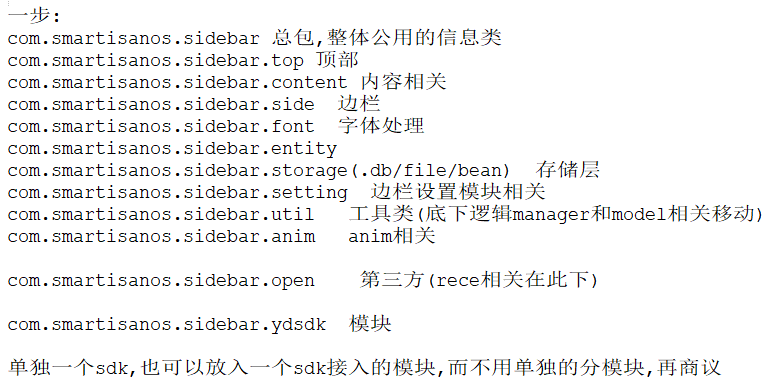 一步:
com.smartisanos.sidebar 总包,整体公用的信息类
com.smartisanos.sidebar.top 顶部
com.smartisanos.sidebar.content 内容相关
com.smartisanos.sidebar.side  边栏
com.smartisanos.sidebar.font  字体处理
com.smartisanos.sidebar.entity
com.smartisanos.sidebar.storage(.db/file/bean)  存储层
com.smartisanos.sidebar.setting  边栏设置模块相关
com.smartisanos.sidebar.util   工具类(底下逻辑manager和model相关移动)
com.smartisanos.sidebar.anim   anim相关
com.smartisanos.sidebar.open    第三方(rece相关在此下)
com.smartisanos.sidebar.ydsdk  模块
单独一个sdk,也可以放入一个sdk接入的模块,而不用单独的分模块,再商议